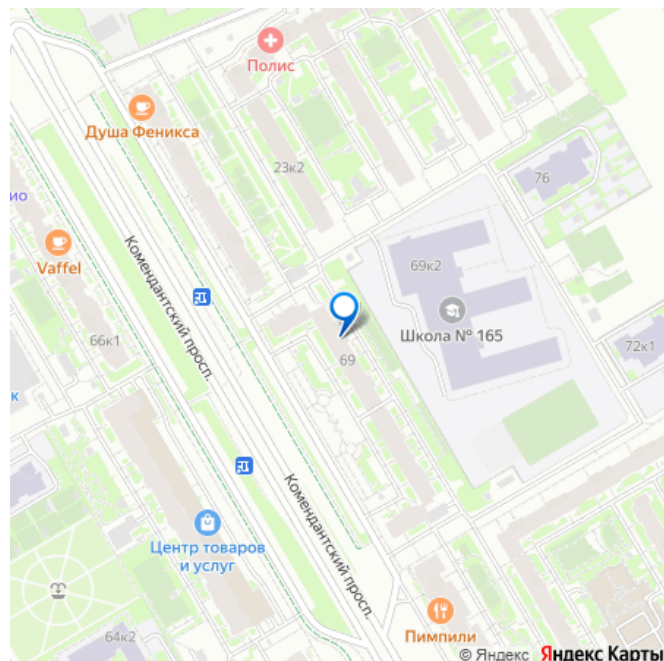 Полис
Душа Феникса
23к2
76
ио
Vaffel
Комендантский просп.
69к2
Школа № 165
66к1
69
72к1
к
Комендантский просп.
Центр товаров
и услуг
64к2
Пимпили
© Яндекс Яндекс Карты